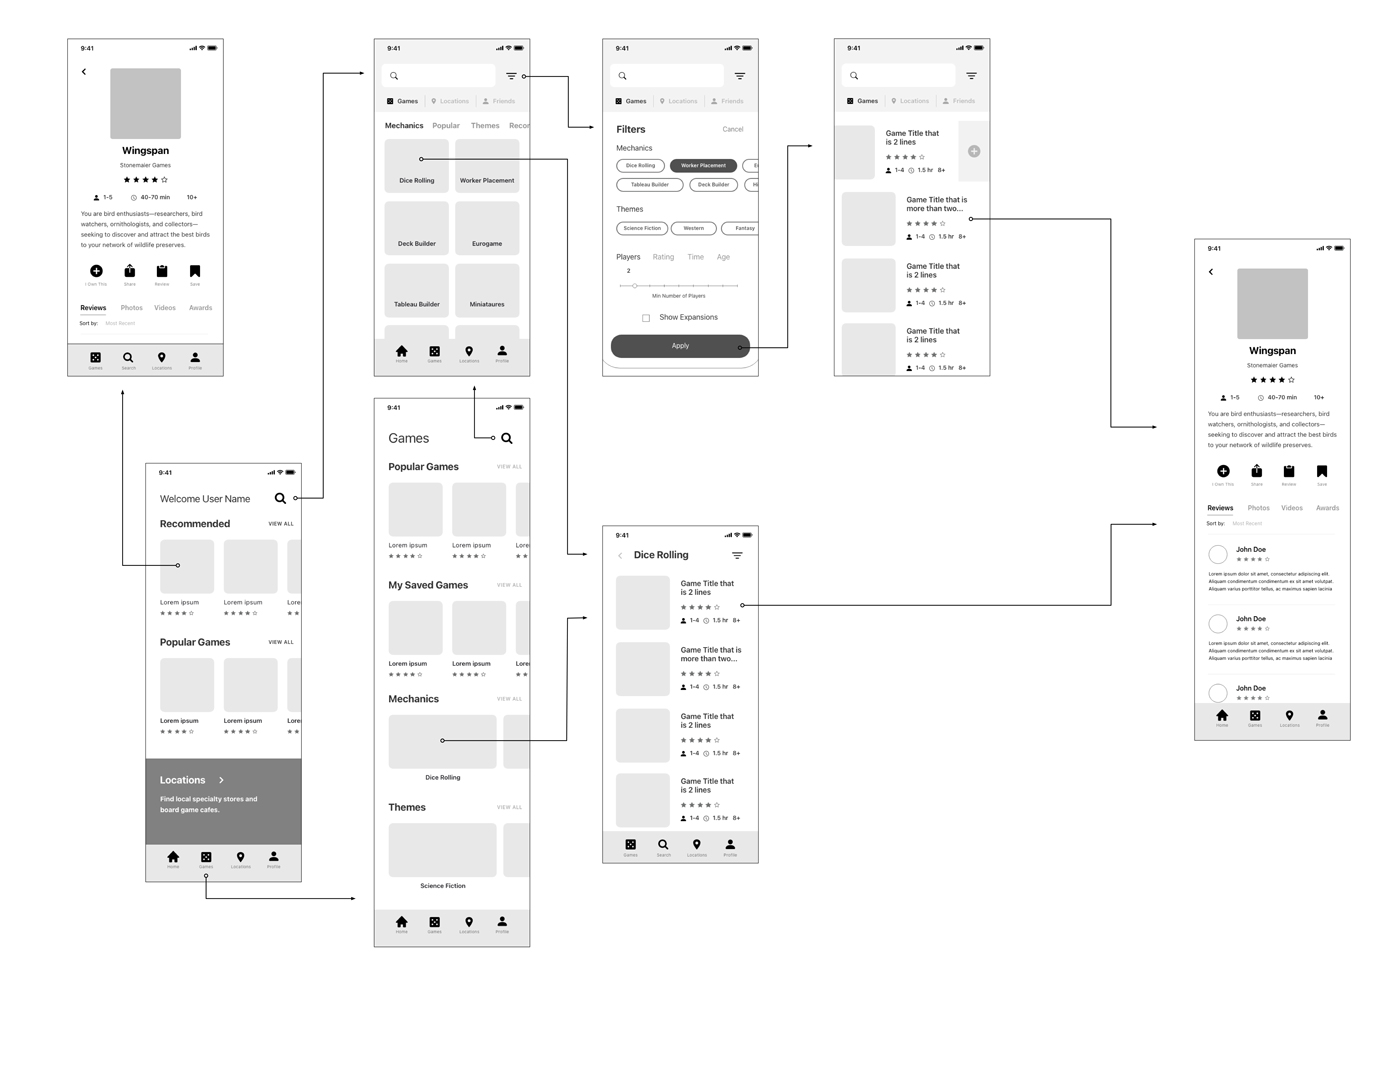 9:41
Wingspan
Stonemaier Games
1-5 40-70 min 10+
You are bird enthusiasts—researchers, bird
watchers, ornithologists, and collectors—
seeking to discover and attract the best birds
to your network of wildlife preserves.
I Own This Share Review Save
Reviews Photos Videos Awards
Sort by: Most Recent
Games Search Locations Profile
9:41
Games Locations Friends
Mechanics Popular Themes Recor
Dice Rolling Worker Placement
Deck Builder Eurogame
Tableau Builder Miniataures
Home Games Locations Profile
9:41
Games Locations Friends
Filters Cancel
Mechanics
Dice Rolling Worker Placement
Tableau Builder Deck Builder
Themes
Science Fiction Western Fantasy
Players Rating Time Age
2
Min Number of Players
Show Expansions
Apply
9:41
Games Locations Friends
Game Title that
is 2 lines
1-4 1.5 hr 8+
Game Title that is
more than two...
1-4 1.5 hr 8+
Game Title that
is 2 lines
1-4 1.5 hr 8+
Game Title that
is 2 lines
1-4 1.5 hr 8+
9:41
Wingspan
Stonemaier Games
1-5 40-70 min 10+
You are bird enthusiasts—researchers, bird
watchers, ornithologists, and collectors—
seeking to discover and attract the best birds
to your network of wildlife preserves.
I Own This Share Review Save
Reviews Photos Videos Awards
Sort by: Most Recent
John Doe
Lorem ipsum dolor sit amet, consectetur adipiscing elit.
Aliquam condimentum condimentum ex sit amet volutpat.
Aliquam varius porttitor tellus, ac maximus sapien lacinia
John Doe
Lorem ipsum dolor sit amet, consectetur adipiscing elit.
Aliquam condimentum condimentum ex sit amet volutpat.
Aliquam varius porttitor tellus, ac maximus sapien lacinia
John Doe
Home Games Locations Profile
9:41
Welcome User Name
Recommended VIEW ALL
Lorem ipsum Lorem ipsum Lore
Popular Games VIEW ALL
Lorem ipsum Lorem ipsum Lore
Locations
Find local specialty stores and
board game cafes.
Home Games Locations Profile
9:41
Games
Popular Games VIEW ALL
Lorem ipsum Lorem ipsum Lore
My Saved Games VIEW ALL
Lorem ipsum Lorem ipsum Lore
Mechanics VIEW ALL
Dice Rolling
Themes VIEW ALL
Science Fiction
Home Games Locations Profile
9:41
Dice Rolling
Game Title that
is 2 lines
1-4 1.5 hr 8+
Game Title that is
more than two...
1-4 1.5 hr 8+
Game Title that
is 2 lines
1-4 1.5 hr 8+
Game Title that
is 2 lines
1-4 1.5 hr 8+
Games Search Locations Profile